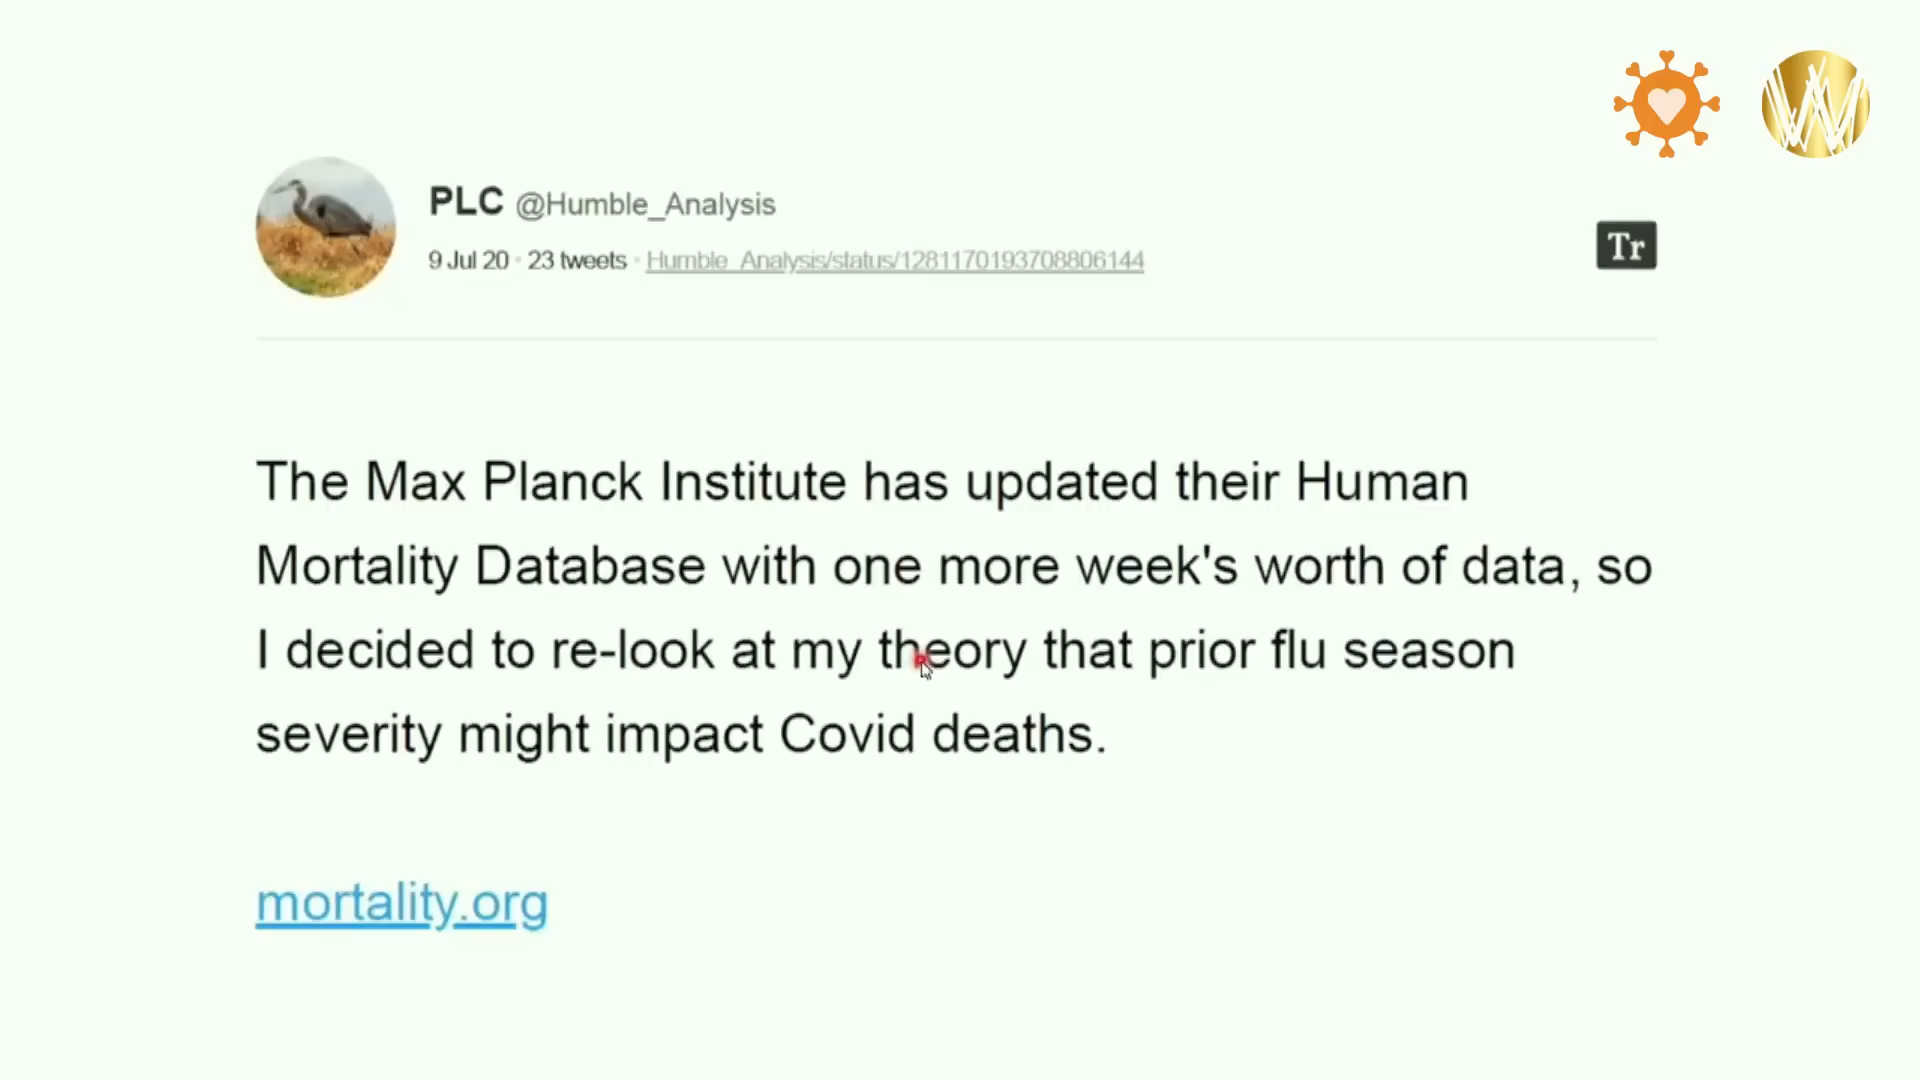 PLC @Humble_Analysis
9 Jul 20 • 23 tweets • Humble_Analysis/status/1281170193708806144
Tr
The Max Planck Institute has updated their Human
Mortality Database with one more week's worth of data, so
I decided to re-look at my theory that prior flu season
severity might impact Covid deaths.
mortality.org